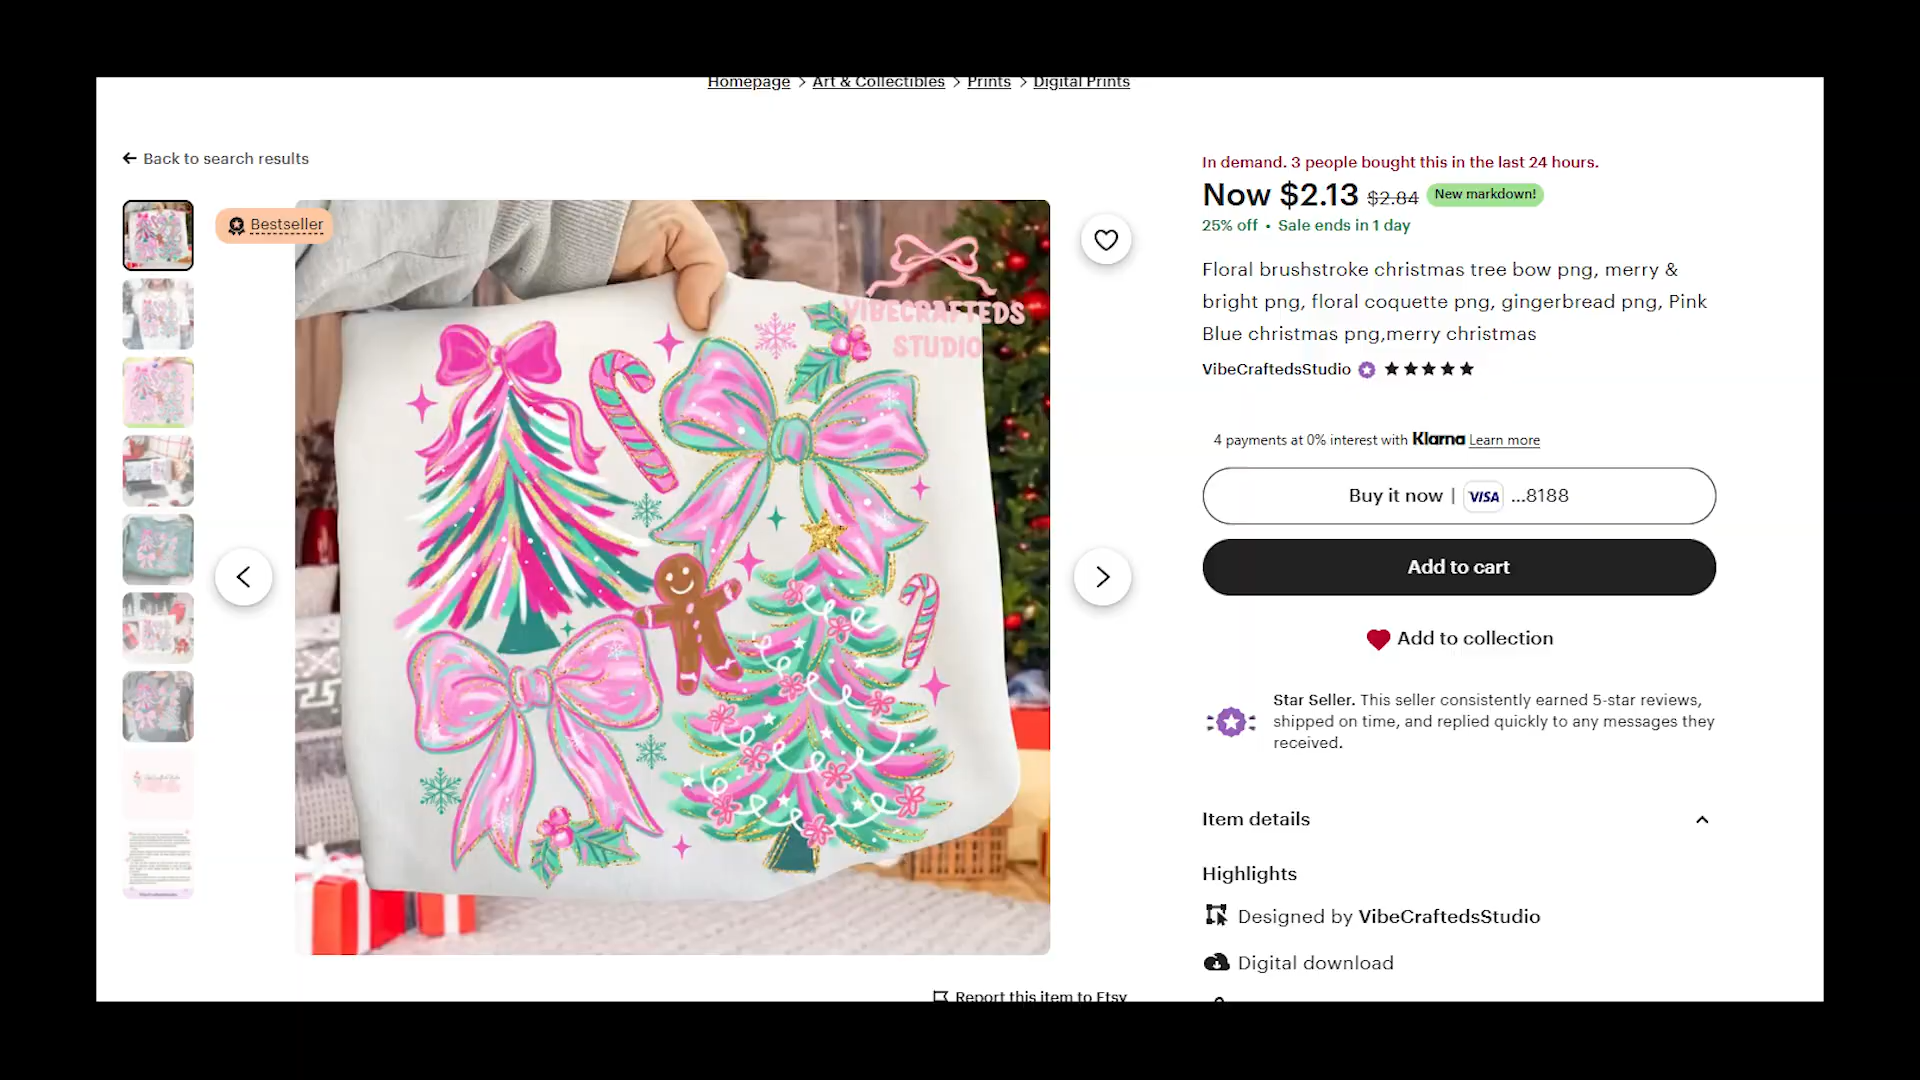 Homepage > Art & Collectibles > Prints > Digital Prints
Back to search results
Bestseller
VIBECRAFTEDS
STUDIO
In demand. 3 people bought this in the last 24 hours.
Now $2.13 $2.84 New markdown!
25% off • Sale ends in 1 day
Floral brushstroke christmas tree bow png, merry &
bright png, floral coquette png, gingerbread png, Pink
Blue christmas png,merry christmas
VibeCraftedsStudio
4 payments at 0% interest with Klarna Learn more
Buy it now | VISA ...8188
Add to cart
Add to collection
Star Seller. This seller consistently earned 5-star reviews,
shipped on time, and replied quickly to any messages they
received.
Item details
Highlights
Designed by VibeCraftedsStudio
Digital download
Report this item to Etsy